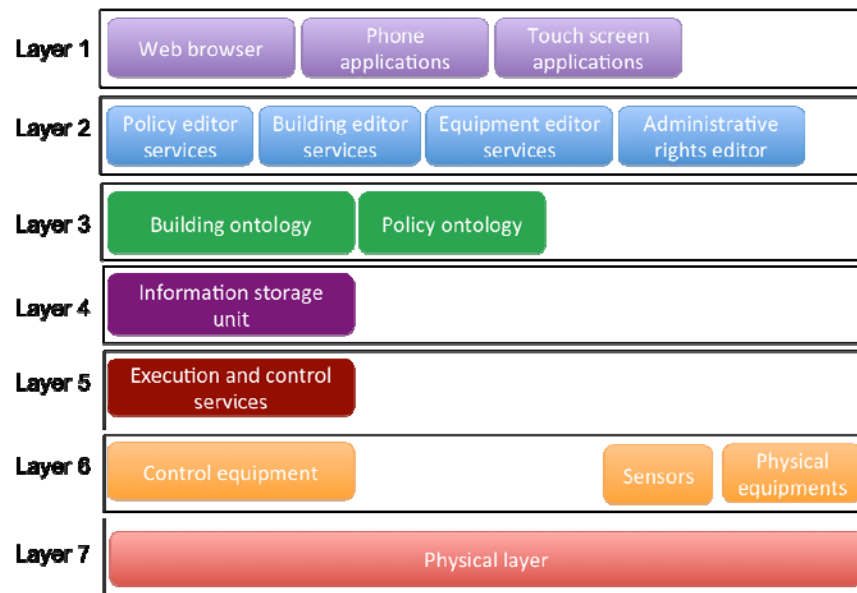 Layer 1
Web browser
Phone
applications
Touch screen
applications
Layer 2
Policy editor
services
Building editor
services
Equipment editor
services
Administrative
rights editor
Layer 3
Building ontology
Policy ontology
Layer 4
Information storage
unit
Layer 5
Execution and control
services
Layer 6
Control equipment
Sensors
Physical
equipments
Layer 7
Physical layer